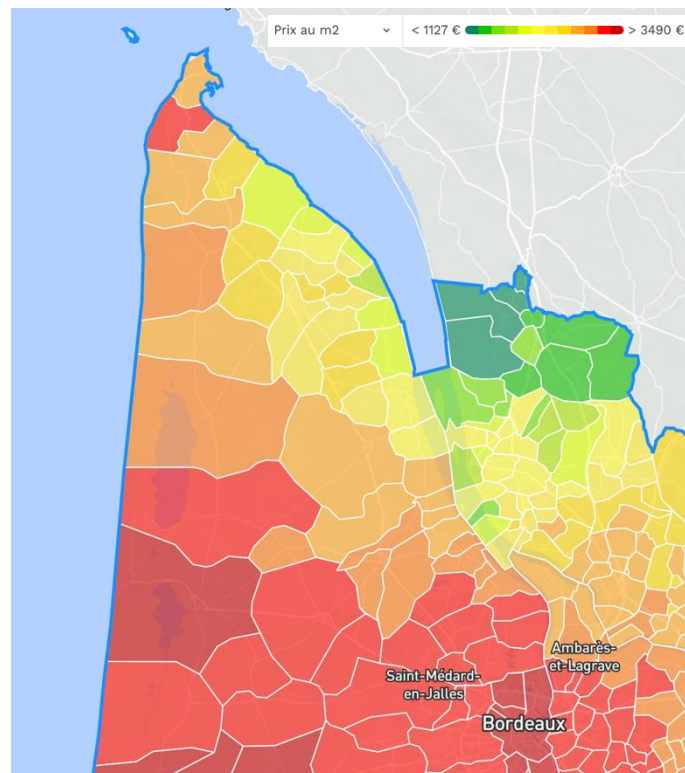 Prix au m2
< 1127 €
> 3490 €
Ambarès-
et-Lagrave
Saint-Médard-
en-Jalles
Bordeaux